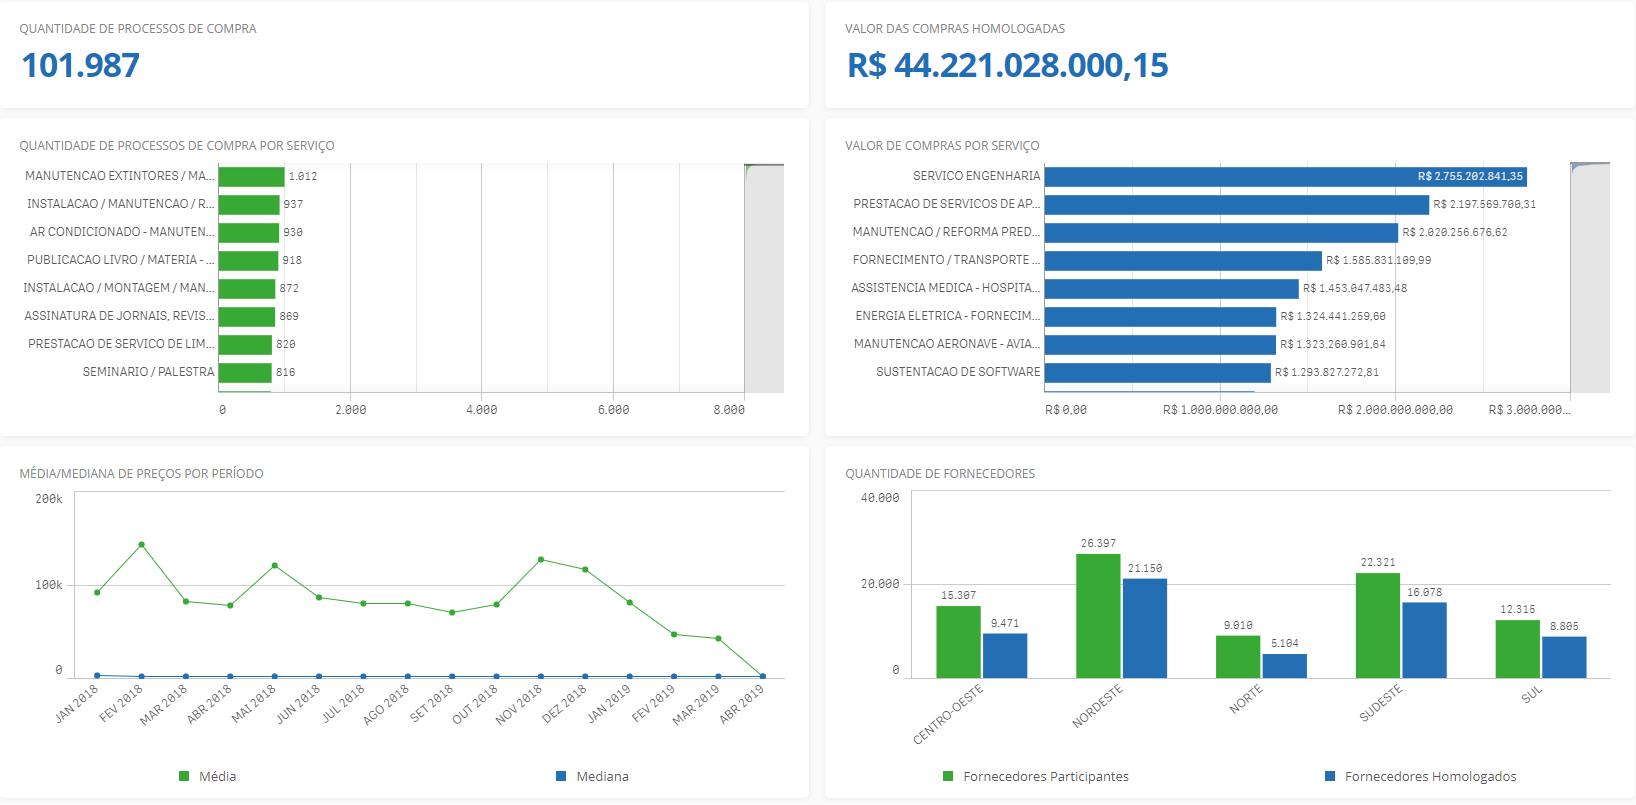 QUANTIDADE DE PROCESSOS DE COMPRA
101.987
VALOR DAS COMPRAS HOMOLOGADAS
R$ 44.221.028.000,15
QUANTIDADE DE PROCESSOS DE COMPRA POR SERVIÇO
MANUTENCAO EXTINTORES / MA... 1.012
INSTALACAO / MANUTENCAO / R... 937
AR CONDICIONADO - MANUTEN... 930
PUBLICACAO LIVRO / MATERIA - ... 918
INSTALACAO / MONTAGEM / MAN... 872
ASSINATURA DE JORNAIS, REVIS... 869
PRESTACAO DE SERVICO DE LIM... 820
SEMINARIO / PALESTRA 816
0 2.000 4.000 6.000 8.000
VALOR DE COMPRAS POR SERVIÇO
SERVICO ENGENHARIA R$ 2.755.202.841,35
PRESTACAO DE SERVICOS DE AP... R$ 2.197.569.700,31
MANUTENCAO / REFORMA PRED... R$ 2.020.256.676,62
FORNECIMENTO / TRANSPORTE ... R$ 1.585.831.109,99
ASSISTENCIA MEDICA - HOSPITA... R$ 1.453.047.483,48
ENERGIA ELETRICA - FORNECIM... R$ 1.324.441.259,60
MANUTENCAO AERONAVE - AVIA... R$ 1.323.260.901,64
SUSTENTACAO DE SOFTWARE R$ 1.293.827.272,81
R$ 0,00 R$ 1.000.000.000,00 R$ 2.000.000.000,00 R$ 3.000.000...
MÉDIA/MEDIANA DE PREÇOS POR PERÍODO
200k
100k
0
JAN 2018 FEV 2018 MAR 2018 ABR 2018 MAI 2018 JUN 2018 JUL 2018 AGO 2018 SET 2018 OUT 2018 NOV 2018 DEZ 2018 JAN 2019 FEV 2019 MAR 2019 ABR 2019
Média Mediana
QUANTIDADE DE FORNECEDORES
40.000
20.000
0
15.307 9.471
26.397 21.150
9.010 5.104
22.321 16.078
12.315 8.805
CENTRO-OESTE NORDESTE NORTE SUDESTE SUL
Fornecedores Participantes Fornecedores Homologados